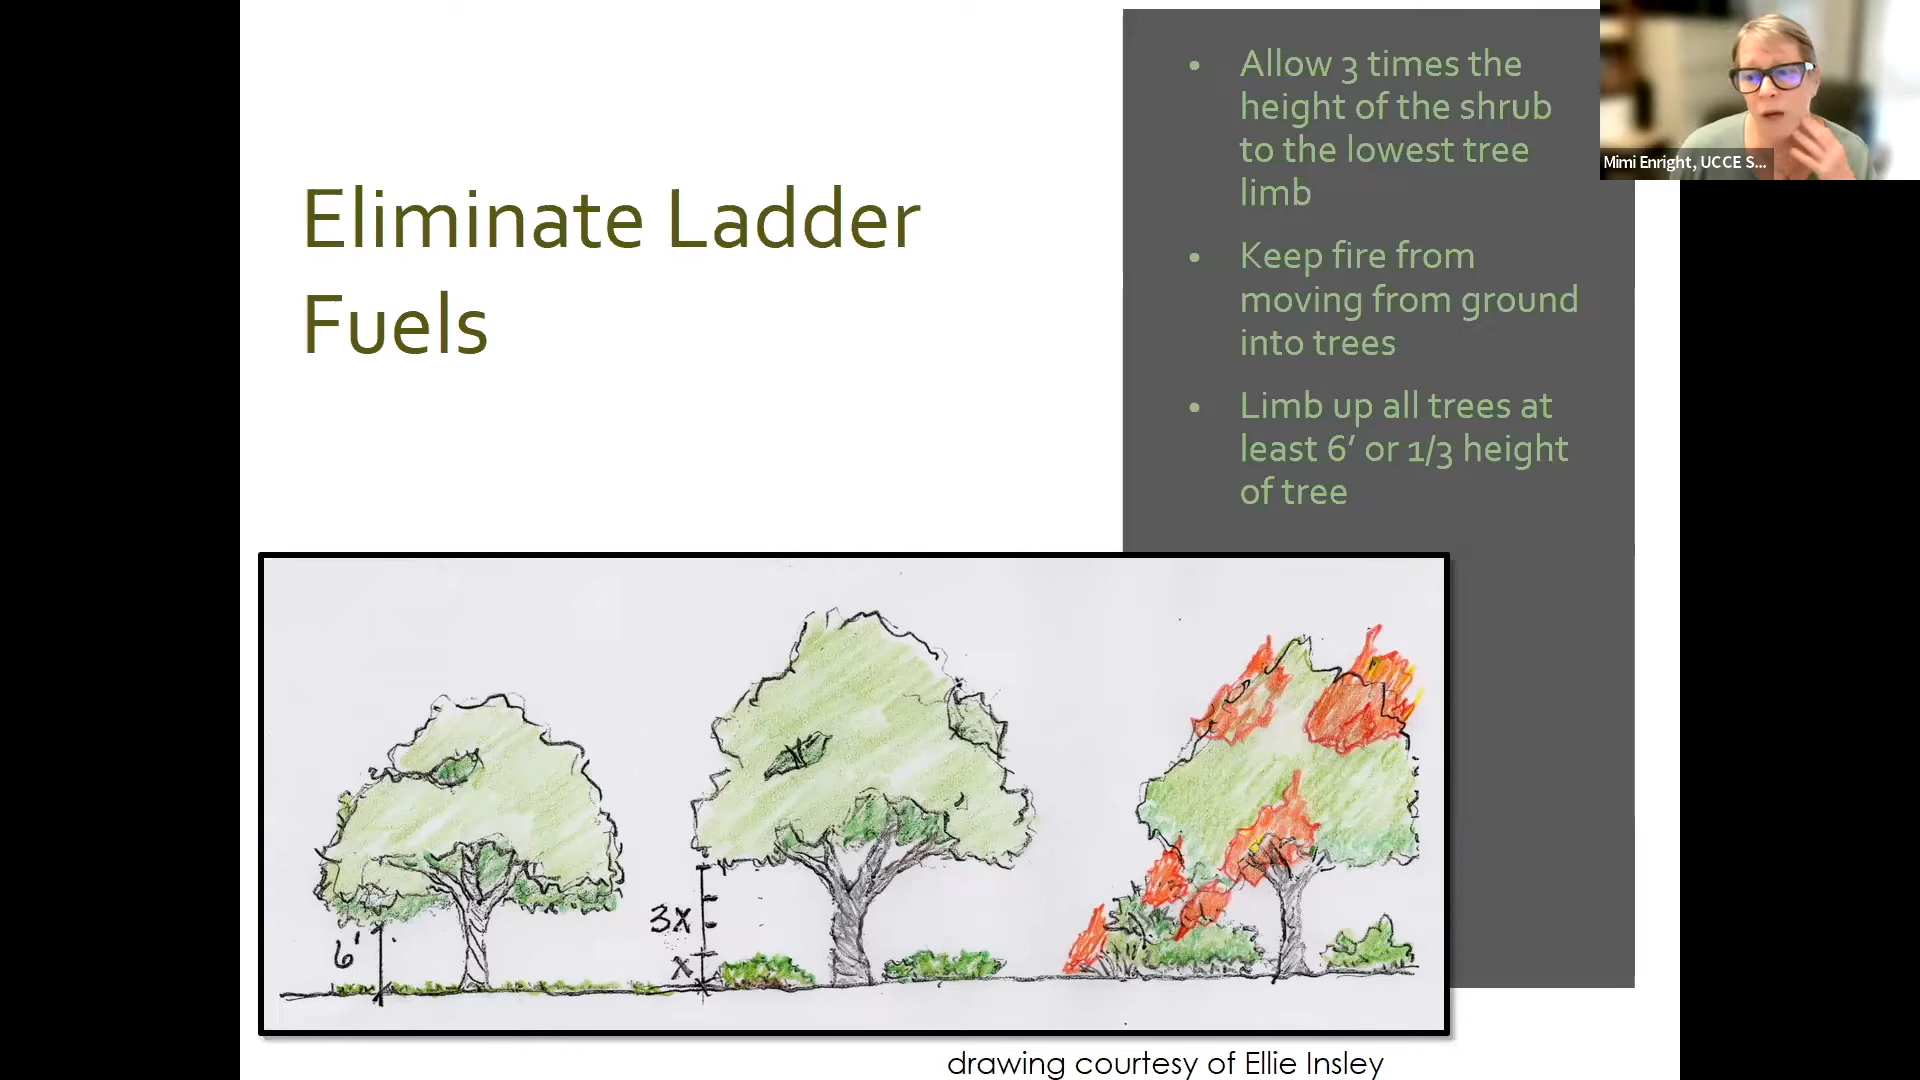 Eliminate Ladder
Fuels
• Allow 3 times the
height of the shrub
to the lowest tree
limb
• Keep fire from
moving from ground
into trees
• Limb up all trees at
least 6’ or 1/3 height
of tree
Mimi Enright, UCCE S...
6'
3x
x
drawing courtesy of Ellie Insley